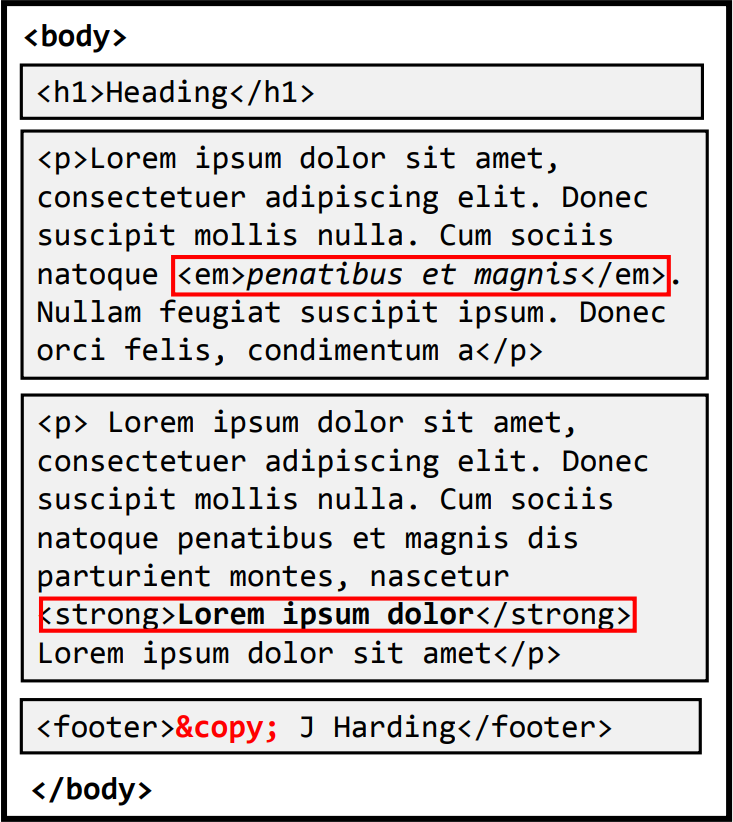 <body>
<h1>Heading</h1>
<p>Lorem ipsum dolor sit amet,
consectetuer adipiscing elit. Donec
suscipit mollis nulla. Cum sociis
natoque <em>penatibus et magnis</em>.
Nullam feugiat suscipit ipsum. Donec
orci felis, condimentum a</p>
<p> Lorem ipsum dolor sit amet,
consectetuer adipiscing elit. Donec
suscipit mollis nulla. Cum sociis
natoque penatibus et magnis dis
parturient montes, nascetur
<strong>Lorem ipsum dolor</strong>
Lorem ipsum dolor sit amet</p>
<footer>&copy; J Harding</footer>
</body>